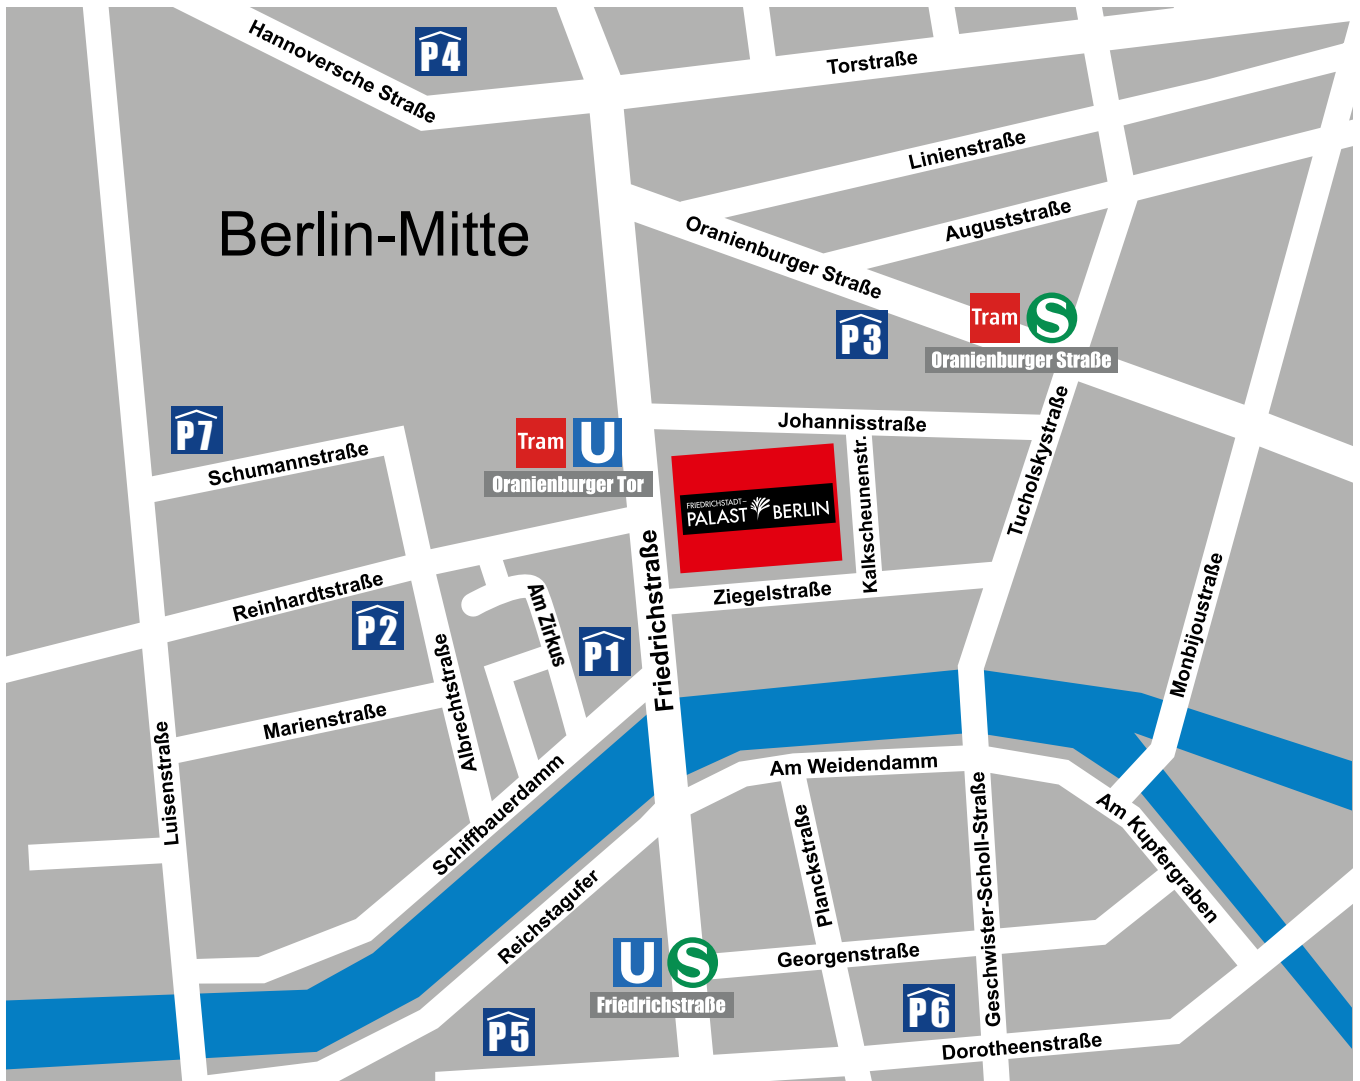 Hannoversche Straße
P4
Torstraße
Linienstraße
Berlin-Mitte
Auguststraße
Oranienburger Straße
Tram S
Oranienburger Straße
P3
P7
Schumannstraße
Tram U
Oranienburger Tor
Johannisstraße
Kalkscheunenstr.
Tucholskystraße
FRIEDRICHSTADT–
PALAST BERLIN
Reinhardtstraße
P2
Am Zirkus
P1
Friedrichstraße
Ziegelstraße
Monbijoustraße
Marienstraße
Albrechtstraße
Luisenstraße
Schiffbauerdamm
Am Weidendamm
Planckstraße
Geschwister-Scholl-Straße
Am Kupfergraben
Reichstagufer
U S
Friedrichstraße
Georgenstraße
P5
P6
Dorotheenstraße